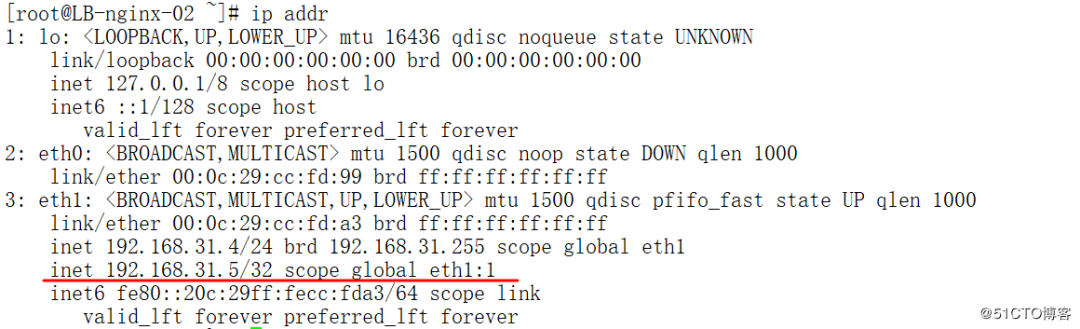 [root@LB-nginx-02 ~]# ip addr
1: lo: <LOOPBACK,UP,LOWER_UP> mtu 16436 qdisc noqueue state UNKNOWN
link/loopback 00:00:00:00:00:00 brd 00:00:00:00:00:00
inet 127.0.0.1/8 scope host lo
inet6 ::1/128 scope host
valid_lft forever preferred_lft forever
2: eth0: <BROADCAST,MULTICAST> mtu 1500 qdisc noop state DOWN qlen 1000
link/ether 00:0c:29:cc:fd:99 brd ff:ff:ff:ff:ff:ff
3: eth1: <BROADCAST,MULTICAST,UP,LOWER_UP> mtu 1500 qdisc pfifo_fast state UP qlen 1000
link/ether 00:0c:29:cc:fd:a3 brd ff:ff:ff:ff:ff:ff
inet 192.168.31.4/24 brd 192.168.31.255 scope global eth1
inet 192.168.31.5/32 scope global eth1:1
inet6 fe80::20c:29ff:fecc:fda3/64 scope link
valid_lft forever preferred_lft forever
@51CTO博客